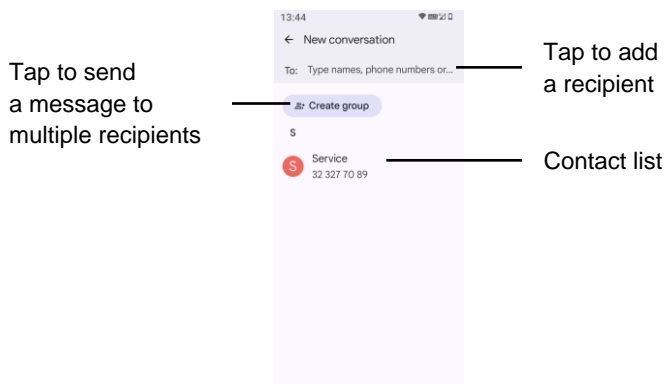 13:44
← New conversation
To: Type names, phone numbers or...
Tap to add
a recipient
Tap to send
a message to
multiple recipients
Create group
S
S
Service
32 327 70 89
Contact list